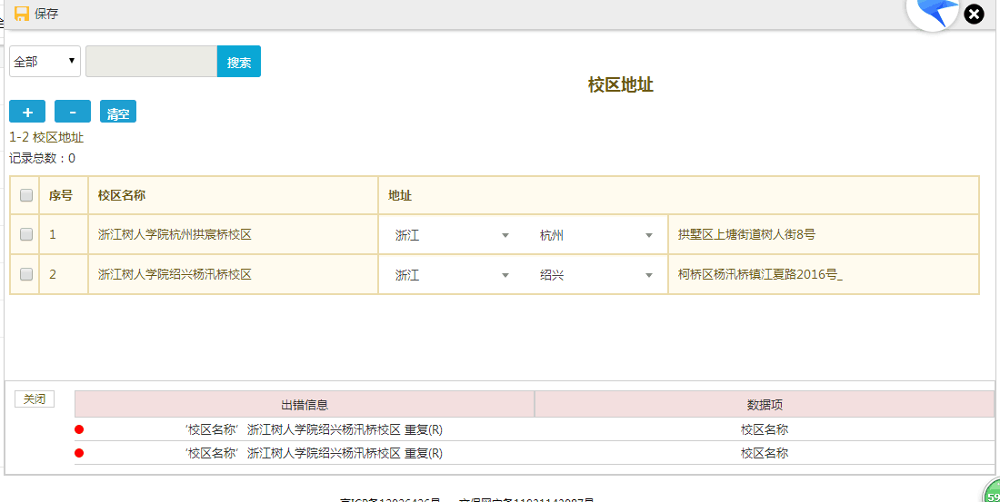 保存
全部 搜索
校区地址
+ - 清空
1-2 校区地址
记录总数：0
序号 校区名称 地址
1 浙江树人学院杭州拱宸桥校区 浙江 杭州 拱墅区上塘街道树人街8号
2 浙江树人学院绍兴杨汛桥校区 浙江 绍兴 柯桥区杨汛桥镇江夏路2016号_
关闭 出错信息 数据项
‘校区名称’ 浙江树人学院绍兴杨汛桥校区 重复(R) 校区名称
‘校区名称’ 浙江树人学院绍兴杨汛桥校区 重复(R) 校区名称